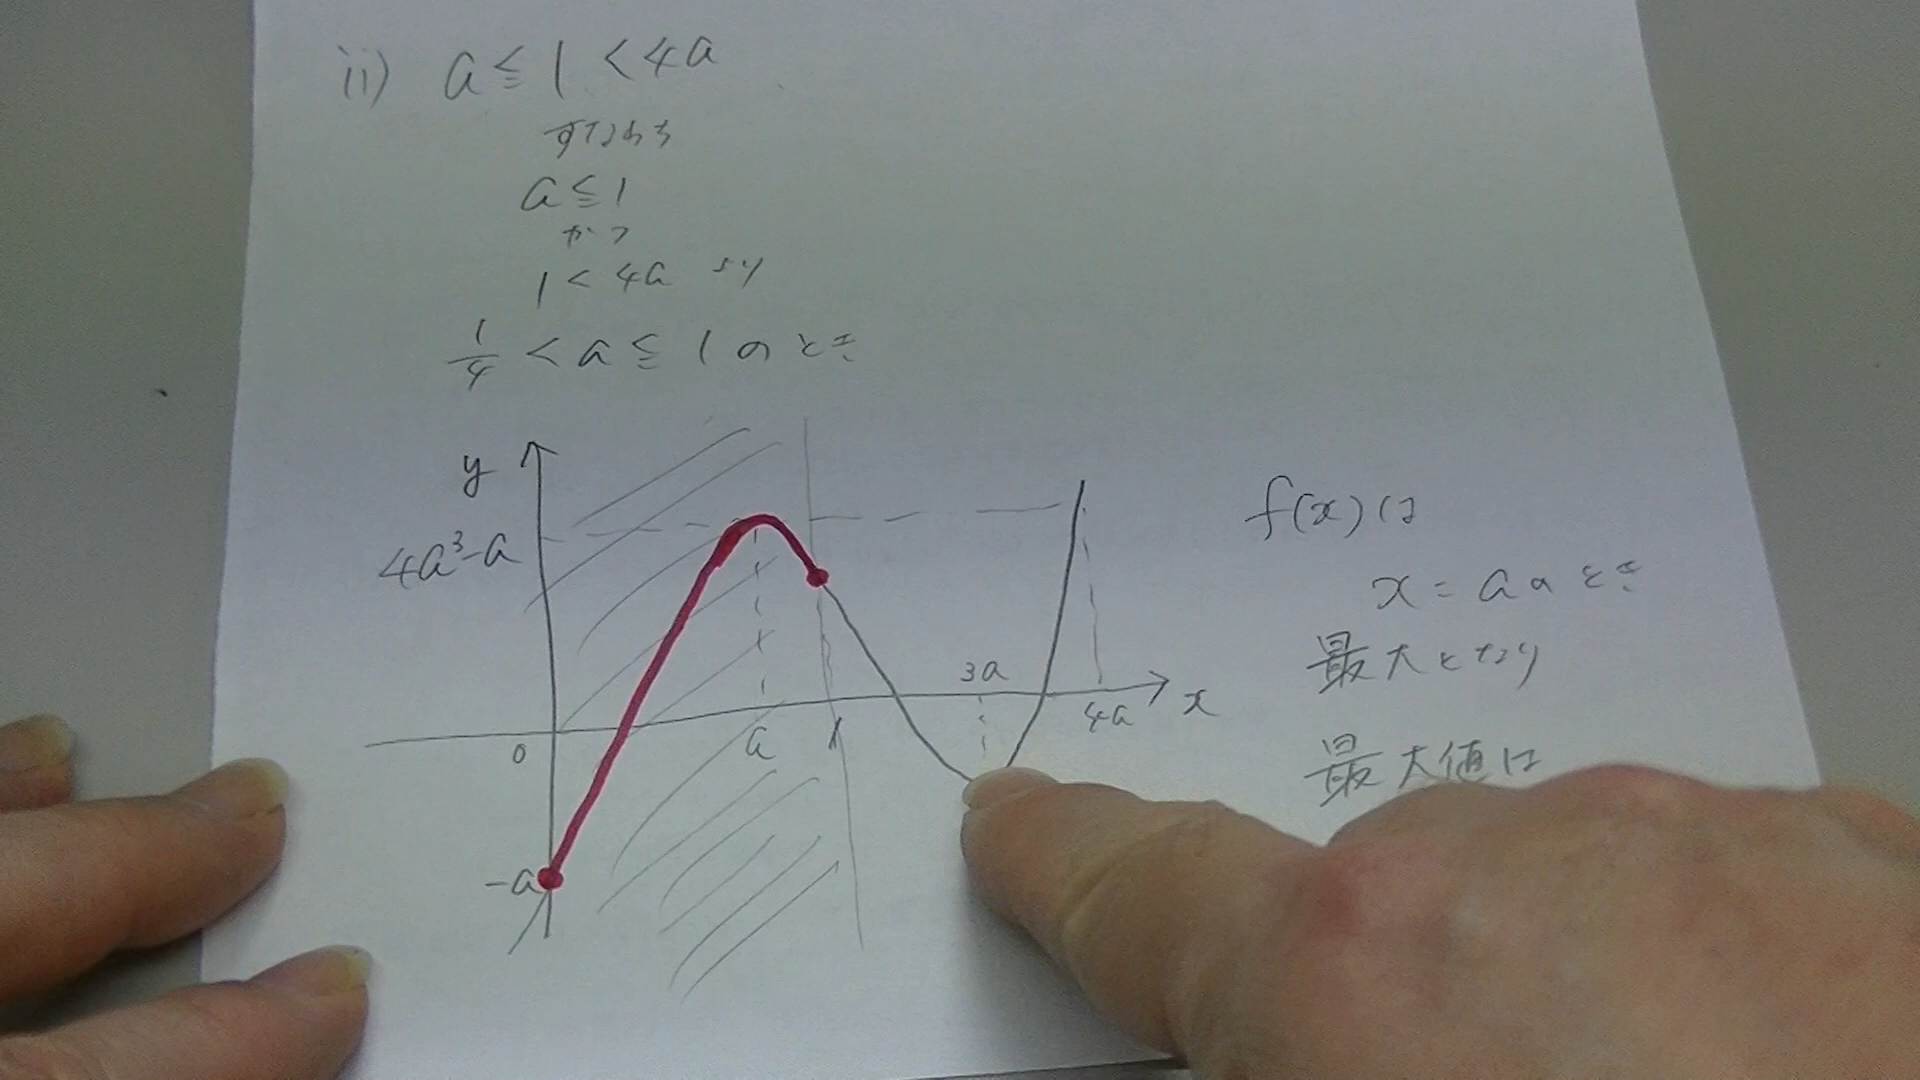 ii) a ≦ 1 < 4a
すなわち
a ≦ 1
かつ
1 < 4a より
1/4 < a ≦ 1 のとき
y
4a³-a
f(x)は
x = a のとき
最大となり
3a
x
4a
0
a
1
最大値は
-a